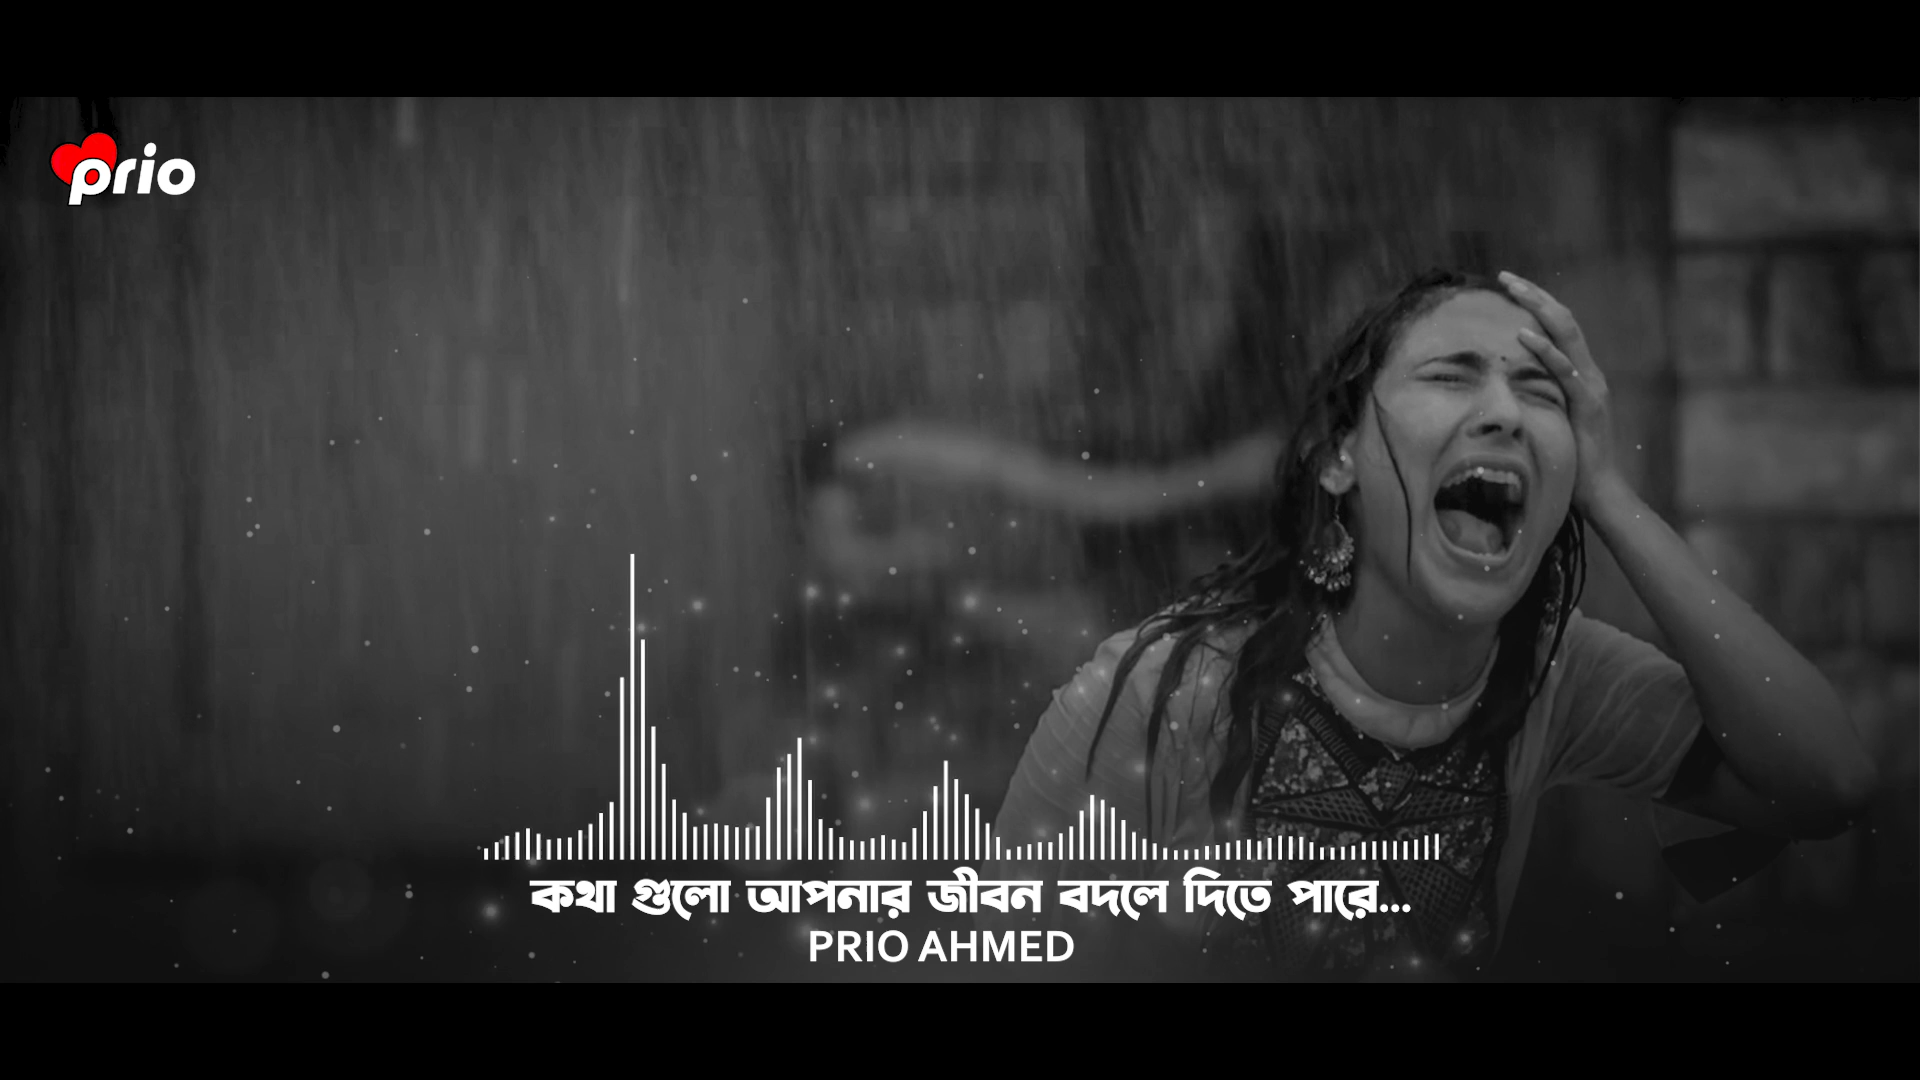 prio
কথা গুলো আপনার জীবন বদলে দিতে পারে...
PRIO AHMED